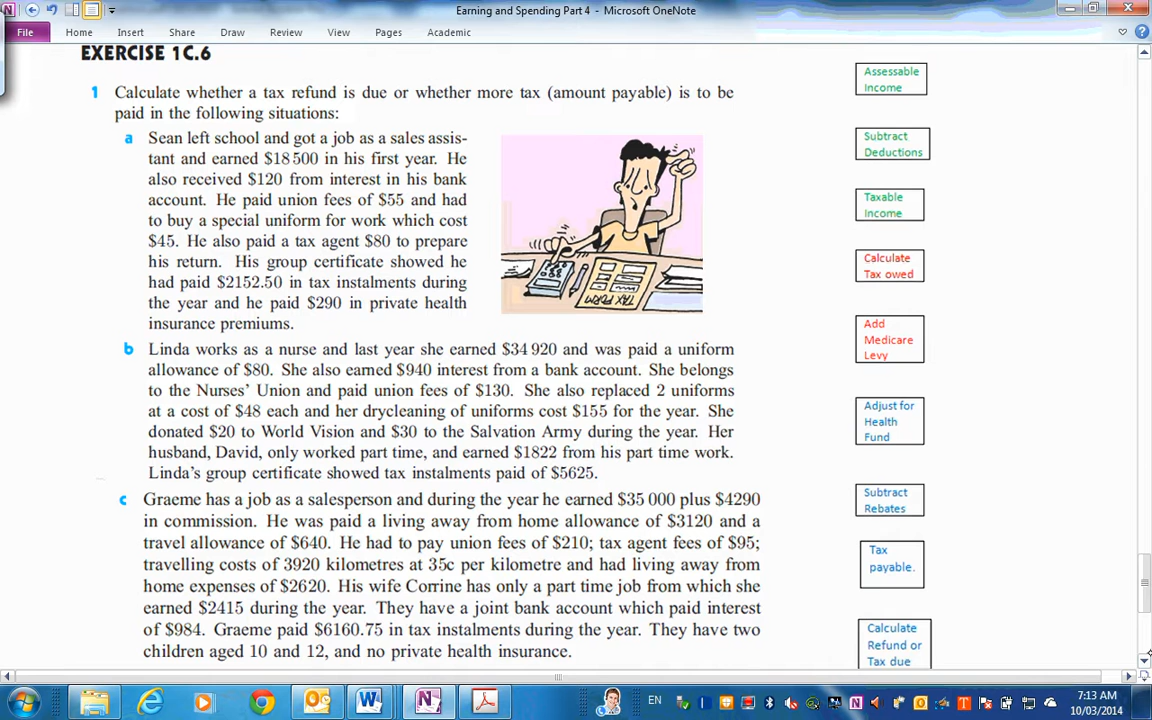 Earning and Spending Part 4 - Microsoft OneNote
File Home Insert Share Draw Review View Pages Academic
EXERCISE 1C.6
1 Calculate whether a tax refund is due or whether more tax (amount payable) is to be
paid in the following situations:
a Sean left school and got a job as a sales assis-
tant and earned $18 500 in his first year. He
also received $120 from interest in his bank
account. He paid union fees of $55 and had
to buy a special uniform for work which cost
$45. He also paid a tax agent $80 to prepare
his return. His group certificate showed he
had paid $2152.50 in tax instalments during
the year and he paid $290 in private health
insurance premiums.
TAX FORM
b Linda works as a nurse and last year she earned $34 920 and was paid a uniform
allowance of $80. She also earned $940 interest from a bank account. She belongs
to the Nurses' Union and paid union fees of $130. She also replaced 2 uniforms
at a cost of $48 each and her drycleaning of uniforms cost $155 for the year. She
donated $20 to World Vision and $30 to the Salvation Army during the year. Her
husband, David, only worked part time, and earned $1822 from his part time work.
Linda's group certificate showed tax instalments paid of $5625.
c Graeme has a job as a salesperson and during the year he earned $35 000 plus $4290
in commission. He was paid a living away from home allowance of $3120 and a
travel allowance of $640. He had to pay union fees of $210; tax agent fees of $95;
travelling costs of 3920 kilometres at 35c per kilometre and had living away from
home expenses of $2620. His wife Corrine has only a part time job from which she
earned $2415 during the year. They have a joint bank account which paid interest
of $984. Graeme paid $6160.75 in tax instalments during the year. They have two
children aged 10 and 12, and no private health insurance.
Assessable
Income
Subtract
Deductions
Taxable
Income
Calculate
Tax owed
Add
Medicare
Levy
Adjust for
Health
Fund
Subtract
Rebates
Tax
payable.
Calculate
Refund or
Tax due
EN
7:13 AM
10/03/2014